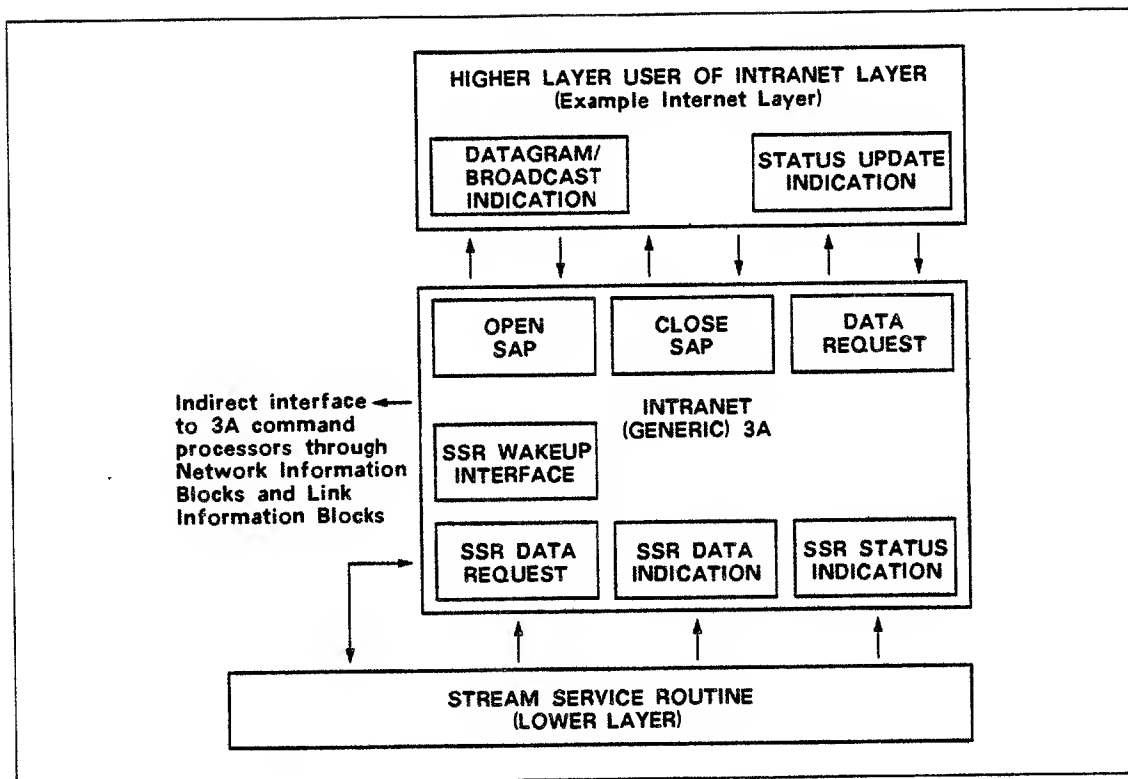 HIGHER LAYER USER OF INTRANET LAYER
(Example Internet Layer)
DATAGRAM/
BROADCAST
INDICATION
STATUS UPDATE
INDICATION
OPEN
SAP
CLOSE
SAP
DATA
REQUEST
Indirect interface
to 3A command
processors through
Network Information
Blocks and Link
Information Blocks
INTRANET
(GENERIC) 3A
SSR WAKEUP
INTERFACE
SSR DATA
REQUEST
SSR DATA
INDICATION
SSR STATUS
INDICATION
STREAM SERVICE ROUTINE
(LOWER LAYER)